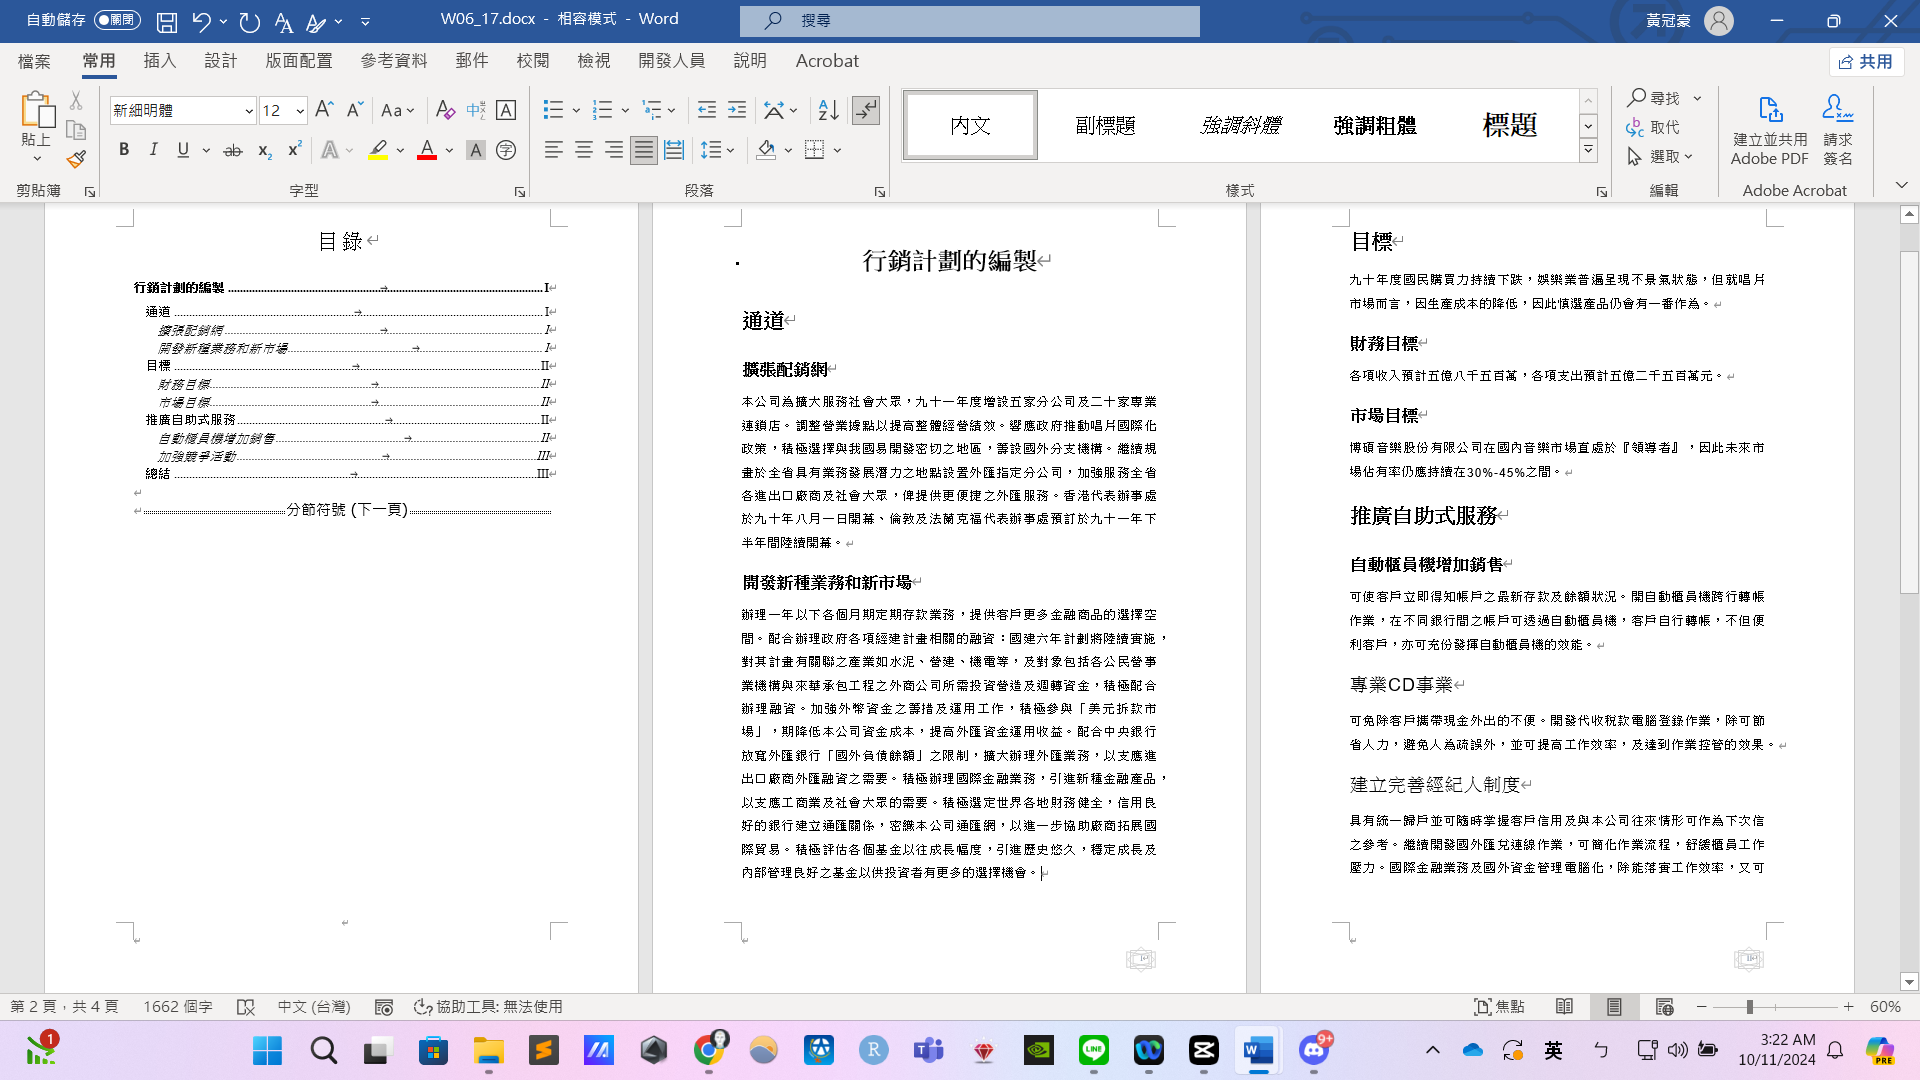 自動儲存 關閉
W06_17.docx - 相容模式 - Word
搜尋
黃冠豪
檔案 常用 插入 設計 版面配置 參考資料 郵件 校閱 檢視 開發人員 說明 Acrobat
共用
貼上
剪貼簿
新細明體 12
字型
段落
內文 副標題 強調斜體 強調粗體 標題
樣式
尋找
取代
選取
編輯
建立並共用 Adobe PDF
請求 簽名
Adobe Acrobat
目錄
行銷計劃的編製 I
通道 I
擴張配銷網 I
開發新種業務和新市場 I
目標 II
財務目標 II
市場目標 II
推廣自助式服務 II
自動櫃員機增加銷售 II
加強競爭活動 III
總結 III
分節符號 (下一頁)
行銷計劃的編製
通道
擴張配銷網
本公司為擴大服務社會大眾，九十一年度增設五家分公司及二十家專業
連鎖店。調整營業據點以提高整體經營績效。響應政府推動唱片國際化
政策，積極選擇與我國易開發密切之地區，籌設國外分支機構。繼續規
畫於全省具有業務發展潛力之地點設置外匯指定分公司，加強服務全省
各進出口廠商及社會大眾，俾提供更便捷之外匯服務。香港代表辦事處
於九十年八月一日開幕、倫敦及法蘭克福代表辦事處預訂於九十一年下
半年間陸續開幕。
開發新種業務和新市場
辦理一年以下各個月期定期存款業務，提供客戶更多金融商品的選擇空
間。配合辦理政府各項經建計畫相關的融資：國建六年計劃將陸續實施，
對其計畫有關聯之產業如水泥、營建、機電等，及對象包括各公民營事
業機構與來華承包工程之外商公司所需投資營造及週轉資金，積極配合
辦理融資。加強外幣資金之籌措及運用工作，積極參與「美元拆款市
場」，期降低本公司資金成本，提高外匯資金運用收益。配合中央銀行
放寬外匯銀行「國外負債餘額」之限制，擴大辦理外匯業務，以支應進
出口廠商外匯融資之需要。積極辦理國際金融業務，引進新種金融產品，
以支應工商業及社會大眾的需要。積極選定世界各地財務健全，信用良
好的銀行建立通匯關係，密織本公司通匯網，以進一步協助廠商拓展國
際貿易。積極評估各個基金以往成長幅度，引進歷史悠久，穩定成長及
內部管理良好之基金以供投資者有更多的選擇機會。
目標
九十年度國民購買力持續下跌，娛樂業普遍呈現不景氣狀態，但就唱片
市場而言，因生產成本的降低，因此慎選產品仍會有一番作為。
財務目標
各項收入預計五億八千五百萬，各項支出預計五億二千五百萬元。
市場目標
博碩音樂股份有限公司在國內音樂市場直處於『領導者』，因此未來市
場佔有率仍應持續在30%-45%之間。
推廣自助式服務
自動櫃員機增加銷售
可使客戶立即得知帳戶之最新存款及餘額狀況。開自動櫃員機跨行轉帳
作業，在不同銀行間之帳戶可透過自動櫃員機，客戶自行轉帳，不但便
利客戶，亦可充份發揮自動櫃員機的效能。
專業CD事業
可免除客戶攜帶現金外出的不便。開發代收稅款電腦登錄作業，除可節
省人力，避免人為疏誤外，並可提高工作效率，及達到作業控管的效果。
建立完善經紀人制度
具有統一歸戶並可隨時掌握客戶信用及與本公司往來情形可作為下次信
之參考。繼續開發國外匯兌連線作業，可簡化作業流程，舒緩櫃員工作
壓力。國際金融業務及國外資金管理電腦化，除能落實工作效率，又可
第 2 頁，共 4 頁 1662 個字 中文 (台灣) 協助工具: 無法使用 焦點 60%
1
9+
英
ㄅ
3:22 AM
10/11/2024
PRE